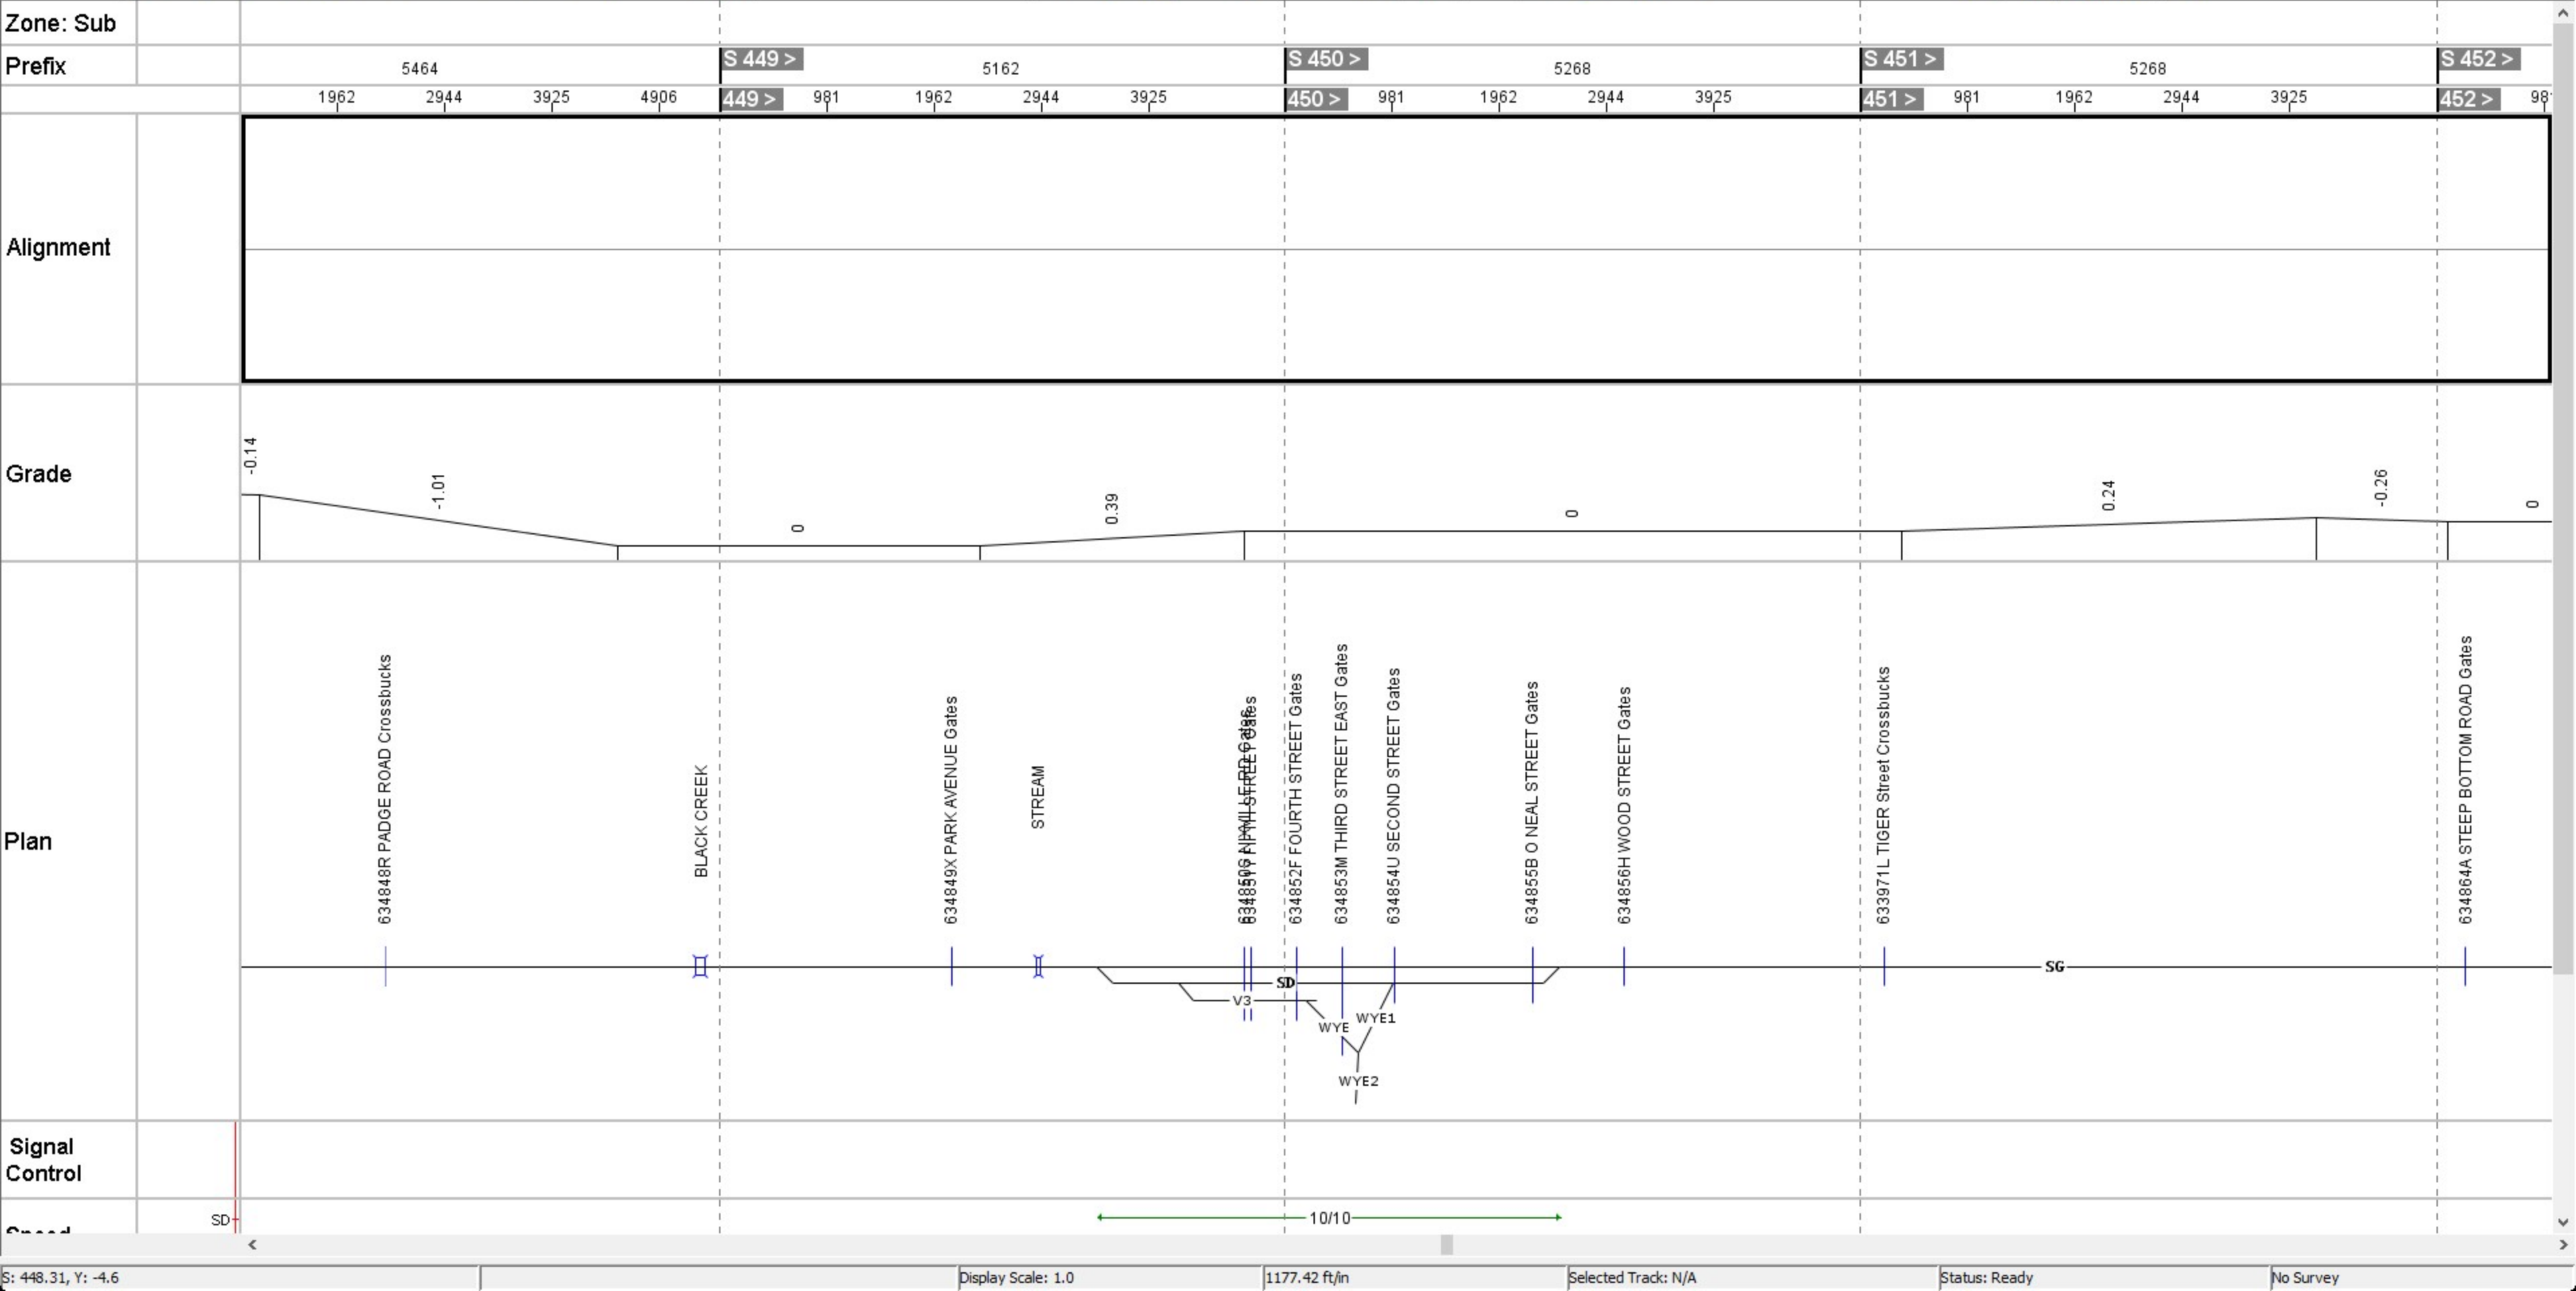 Zone: Sub
Prefix
5464
S 449 >
5162
S 450 >
5268
S 451 >
5268
S 452 >
1962 2944 3925 4906 449 > 981 1962 2944 3925 450 > 981 1962 2944 3925 451 > 981 1962 2944 3925 452 > 98
Alignment
Grade
-0.14
-1.01
0
0.39
0
0.24
-0.26
0
Plan
634848R PADGE ROAD Crossbucks
BLACK CREEK
634849X PARK AVENUE Gates
STREAM
634852F FOURTH STREET Gates
634853M THIRD STREET EAST Gates
634854U SECOND STREET Gates
634855B O NEAL STREET Gates
634856H WOOD STREET Gates
633971L TIGER Street Crossbucks
634864A STEEP BOTTOM ROAD Gates
SG
SD
V3
WYE
WYE1
WYE2
Signal
Control
SD
10/10
S: 448.31, Y: -4.6
Display Scale: 1.0
1177.42 ft/in
Selected Track: N/A
Status: Ready
No Survey